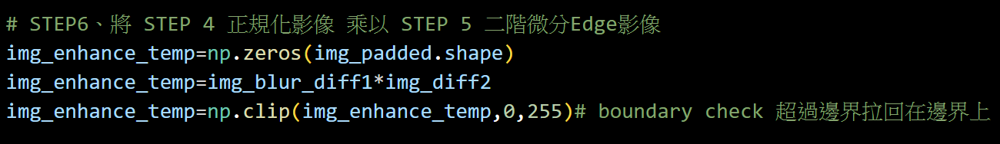 # STEP6、將 STEP 4 正規化影像 乘以 STEP 5 二階微分Edge影像
img_enhance_temp=np.zeros(img_padded.shape)
img_enhance_temp=img_blur_diff1*img_diff2
img_enhance_temp=np.clip(img_enhance_temp,0,255)# boundary check 超過邊界拉回在邊界上